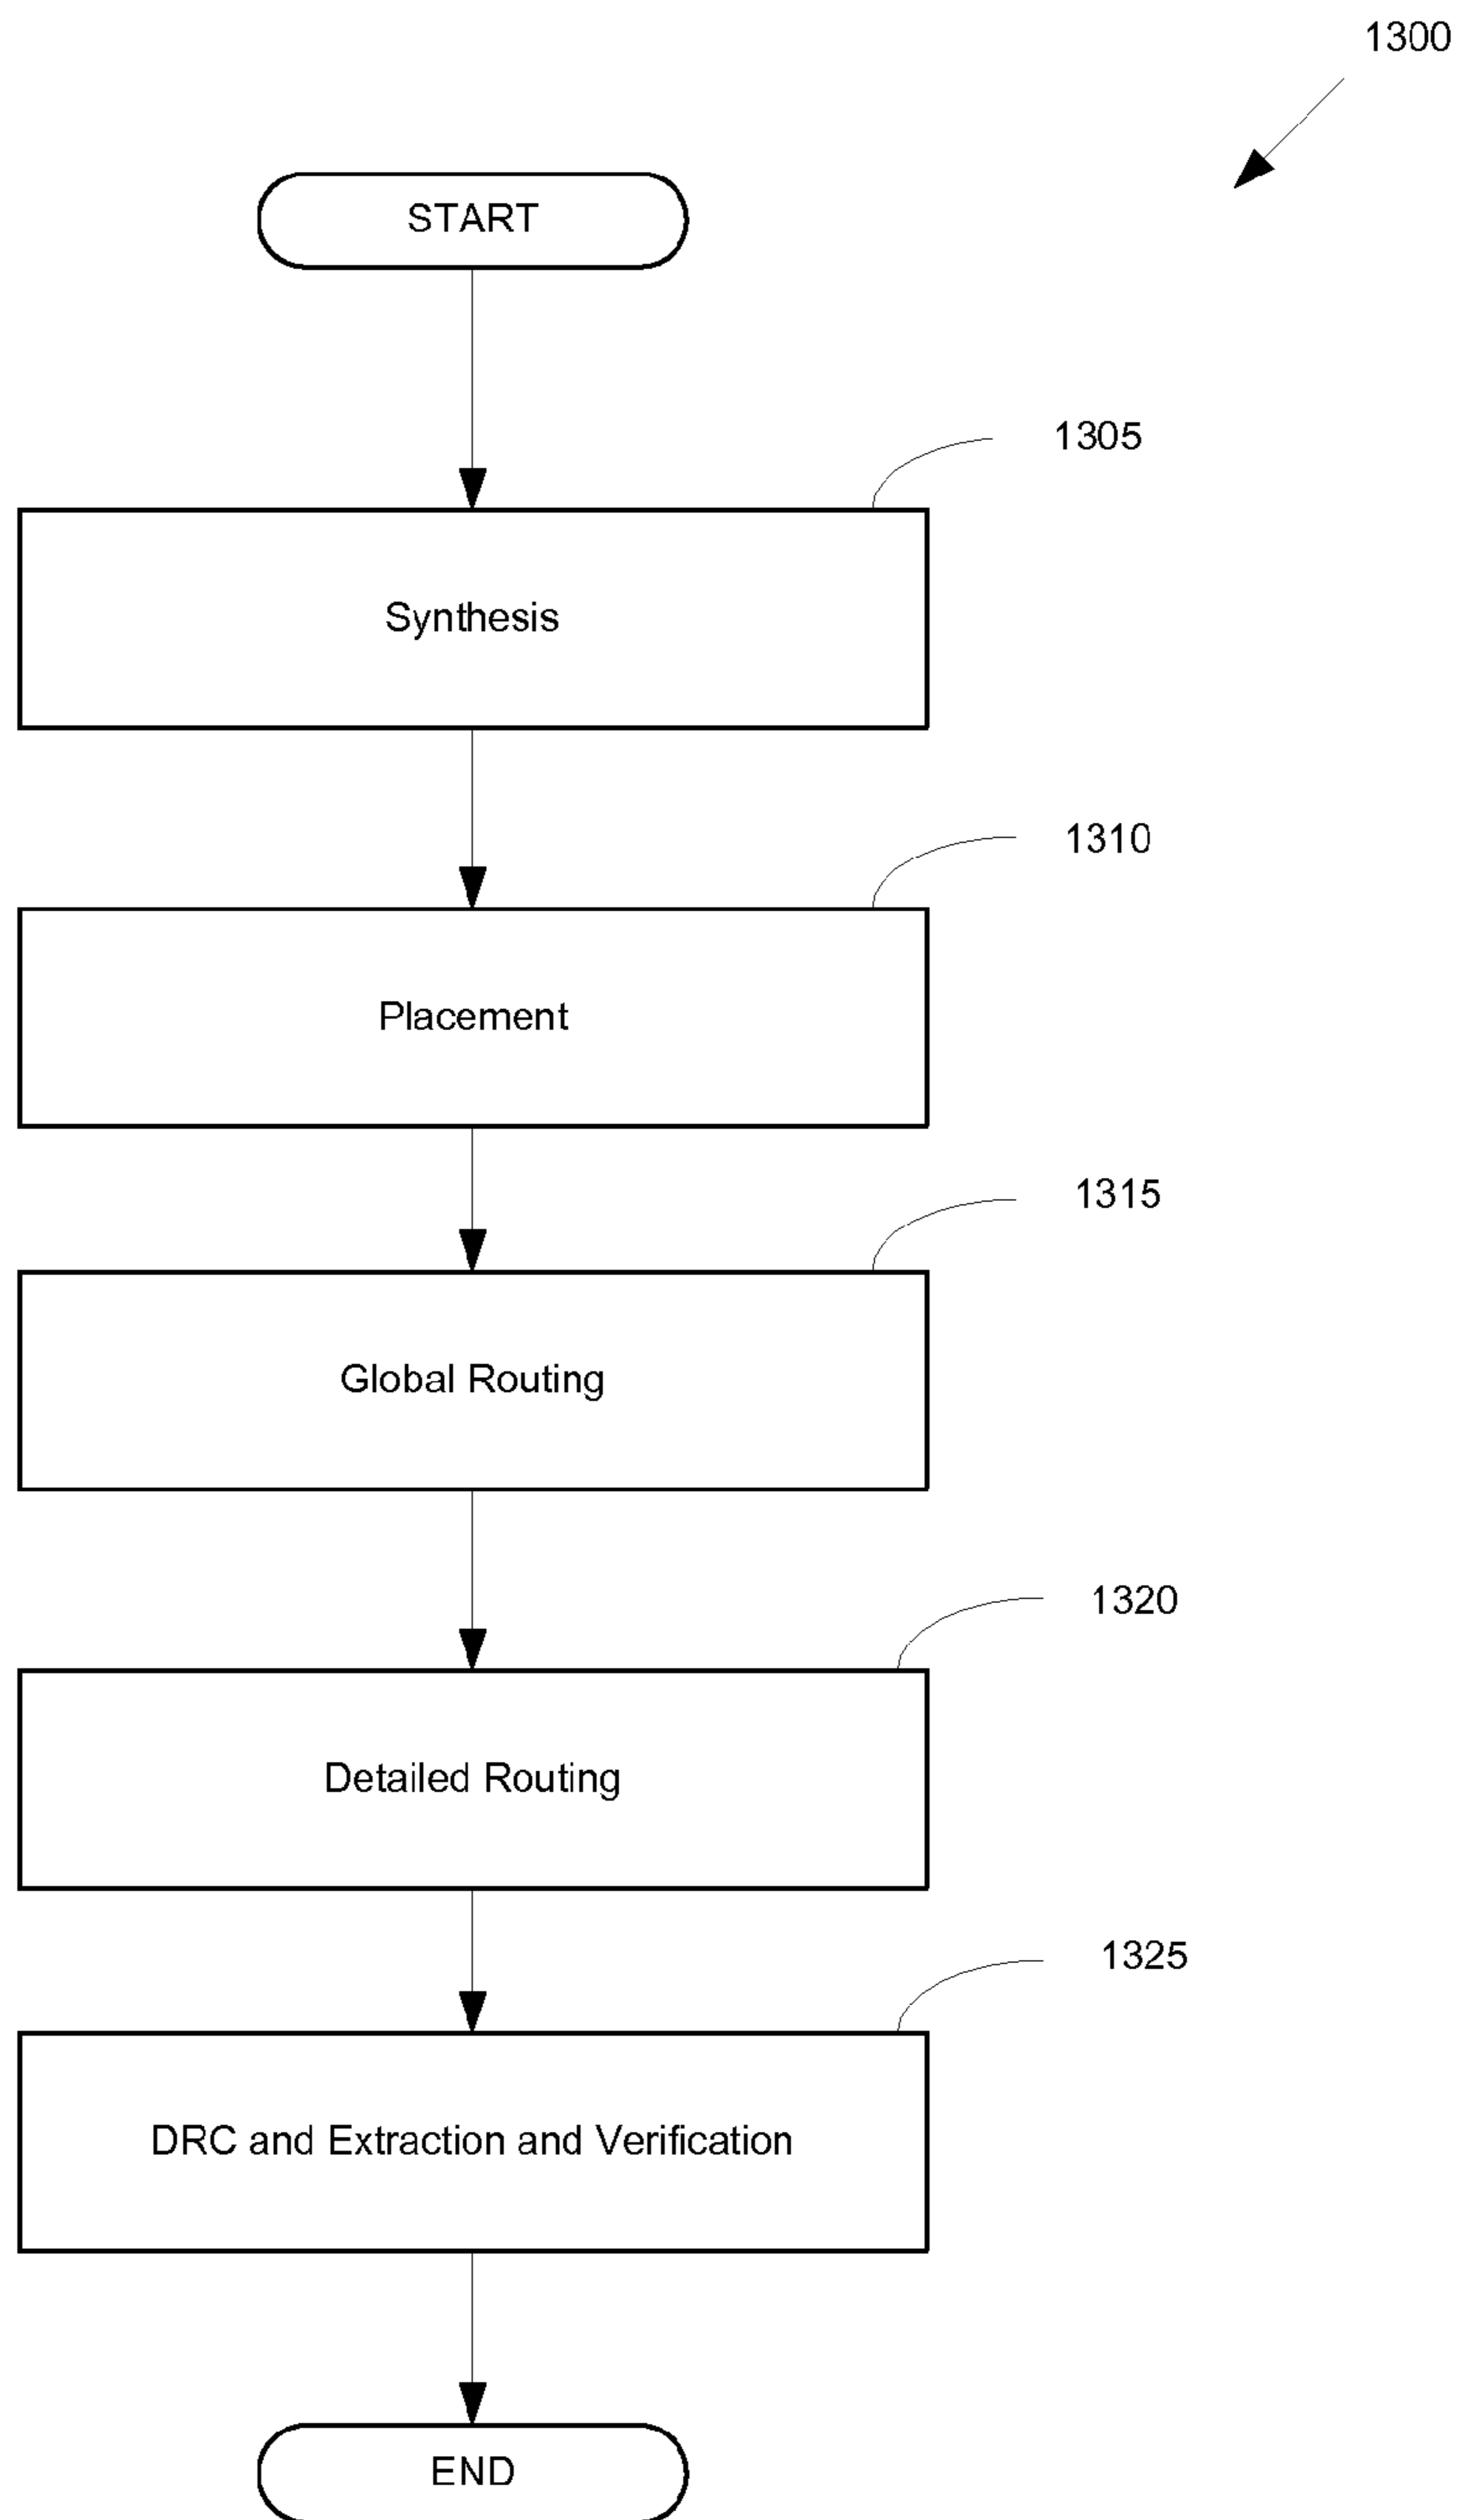 1300
START
1305
Synthesis
1310
Placement
1315
Global Routing
1320
Detailed Routing
1325
DRC and Extraction and Verification
END